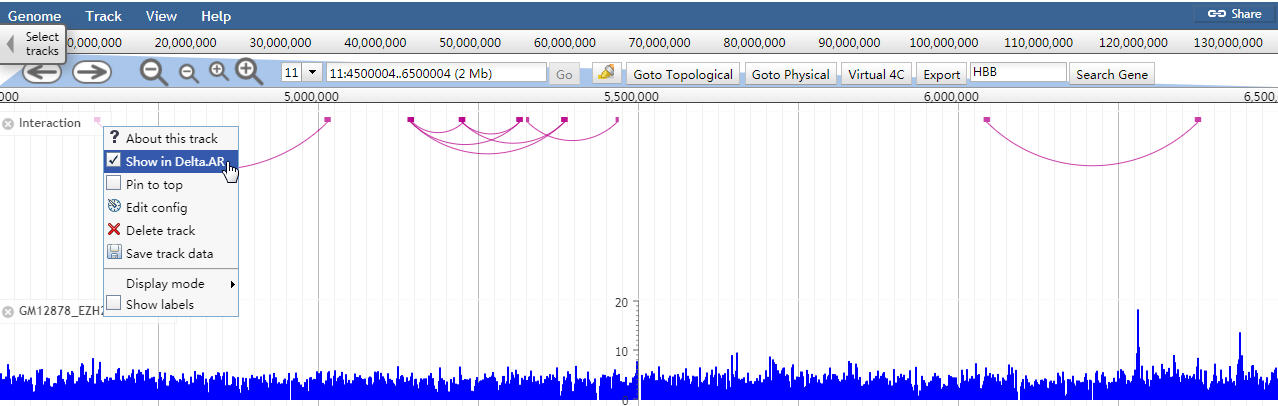 Genome Track View Help Share
Select tracks
0,000,000 20,000,000 30,000,000 40,000,000 50,000,000 60,000,000 70,000,000 80,000,000 90,000,000 100,000,000 110,000,000 120,000,000 130,000,000
11 11:4500004..6500004 (2 Mb) Go Goto Topological Goto Physical Virtual 4C Export HBB Search Gene
000 5,000,000 5,500,000 6,000,000 6,500,
Interaction
? About this track
Show in Delta.AR
Pin to top
Edit config
Delete track
Save track data
Display mode
Show labels
GM12878_EZH2
20
10
0